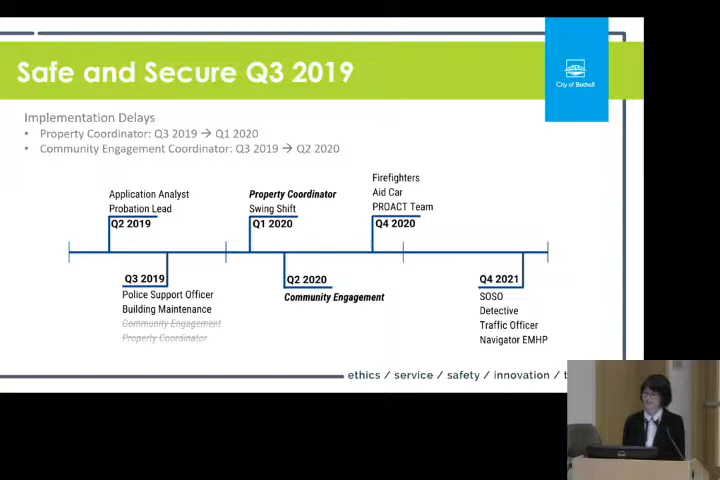 Safe and Secure Q3 2019
City of Bothell
Implementation Delays
• Property Coordinator: Q3 2019 → Q1 2020
• Community Engagement Coordinator: Q3 2019 → Q2 2020
Application Analyst
Probation Lead
Q2 2019
Property Coordinator
Swing Shift
Q1 2020
Firefighters
Aid Car
PROACT Team
Q4 2020
Q3 2019
Police Support Officer
Building Maintenance
Community Engagement
Property Coordinator
Q2 2020
Community Engagement
Q4 2021
SOSO
Detective
Traffic Officer
Navigator EMHP
ethics / service / safety / innovation / t